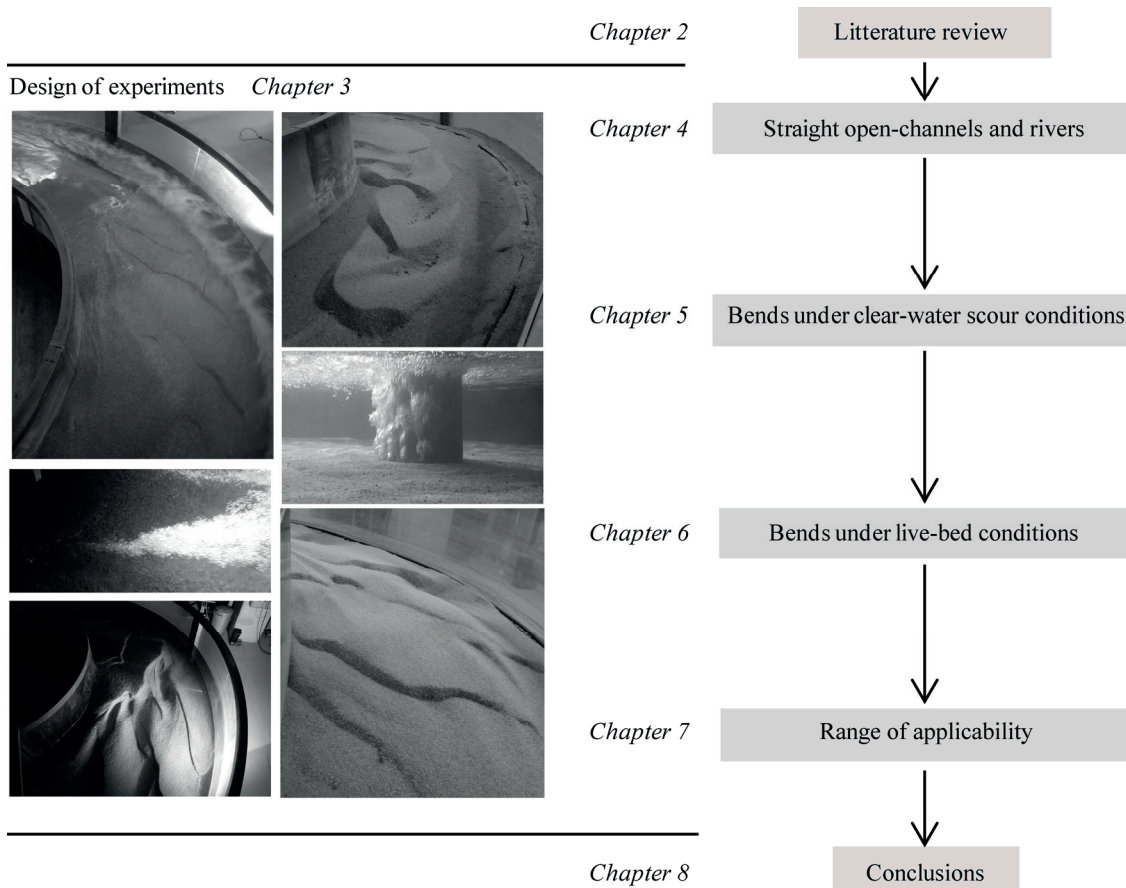 Chapter 2 Litterature review
Design of experiments Chapter 3
Chapter 4 Straight open-channels and rivers
Chapter 5 Bends under clear-water scour conditions
Chapter 6 Bends under live-bed conditions
Chapter 7 Range of applicability
Chapter 8 Conclusions